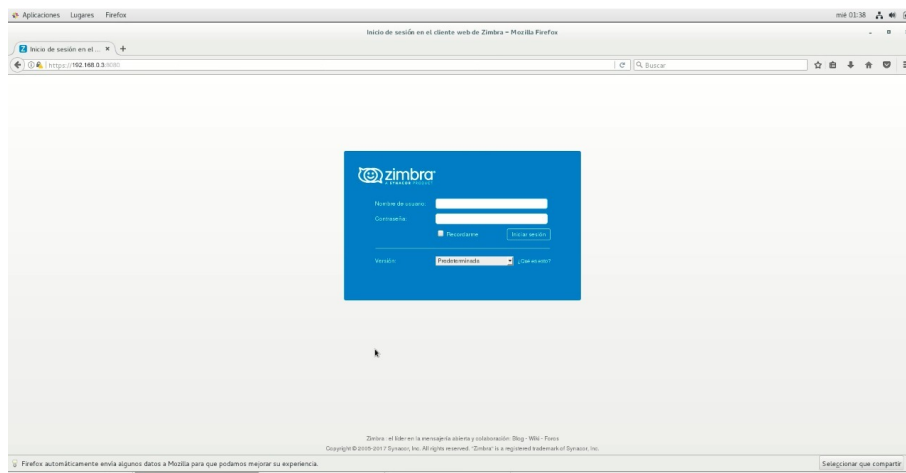 Aplicaciones Lugares Firefox mié 01:38
Inicio de sesión en el cliente web de Zimbra - Mozilla Firefox
Inicio de sesión en el ... × +
https://192.168.0.3:8080 Buscar
zimbra
A SYNACOR PRODUCT
Nombre de usuario:
Contraseña:
Recordarme Iniciar sesión
Versión: Predeterminada ¿Qué es esto?
Zimbra : el líder en la mensajería abierta y colaboración: Blog - Wiki - Foros
Copyright © 2005-2017 Synacor, Inc. All rights reserved. "Zimbra" is a registered trademark of Synacor, Inc.
Firefox automáticamente envía algunos datos a Mozilla para que podamos mejorar su experiencia. Seleccionar que compartir